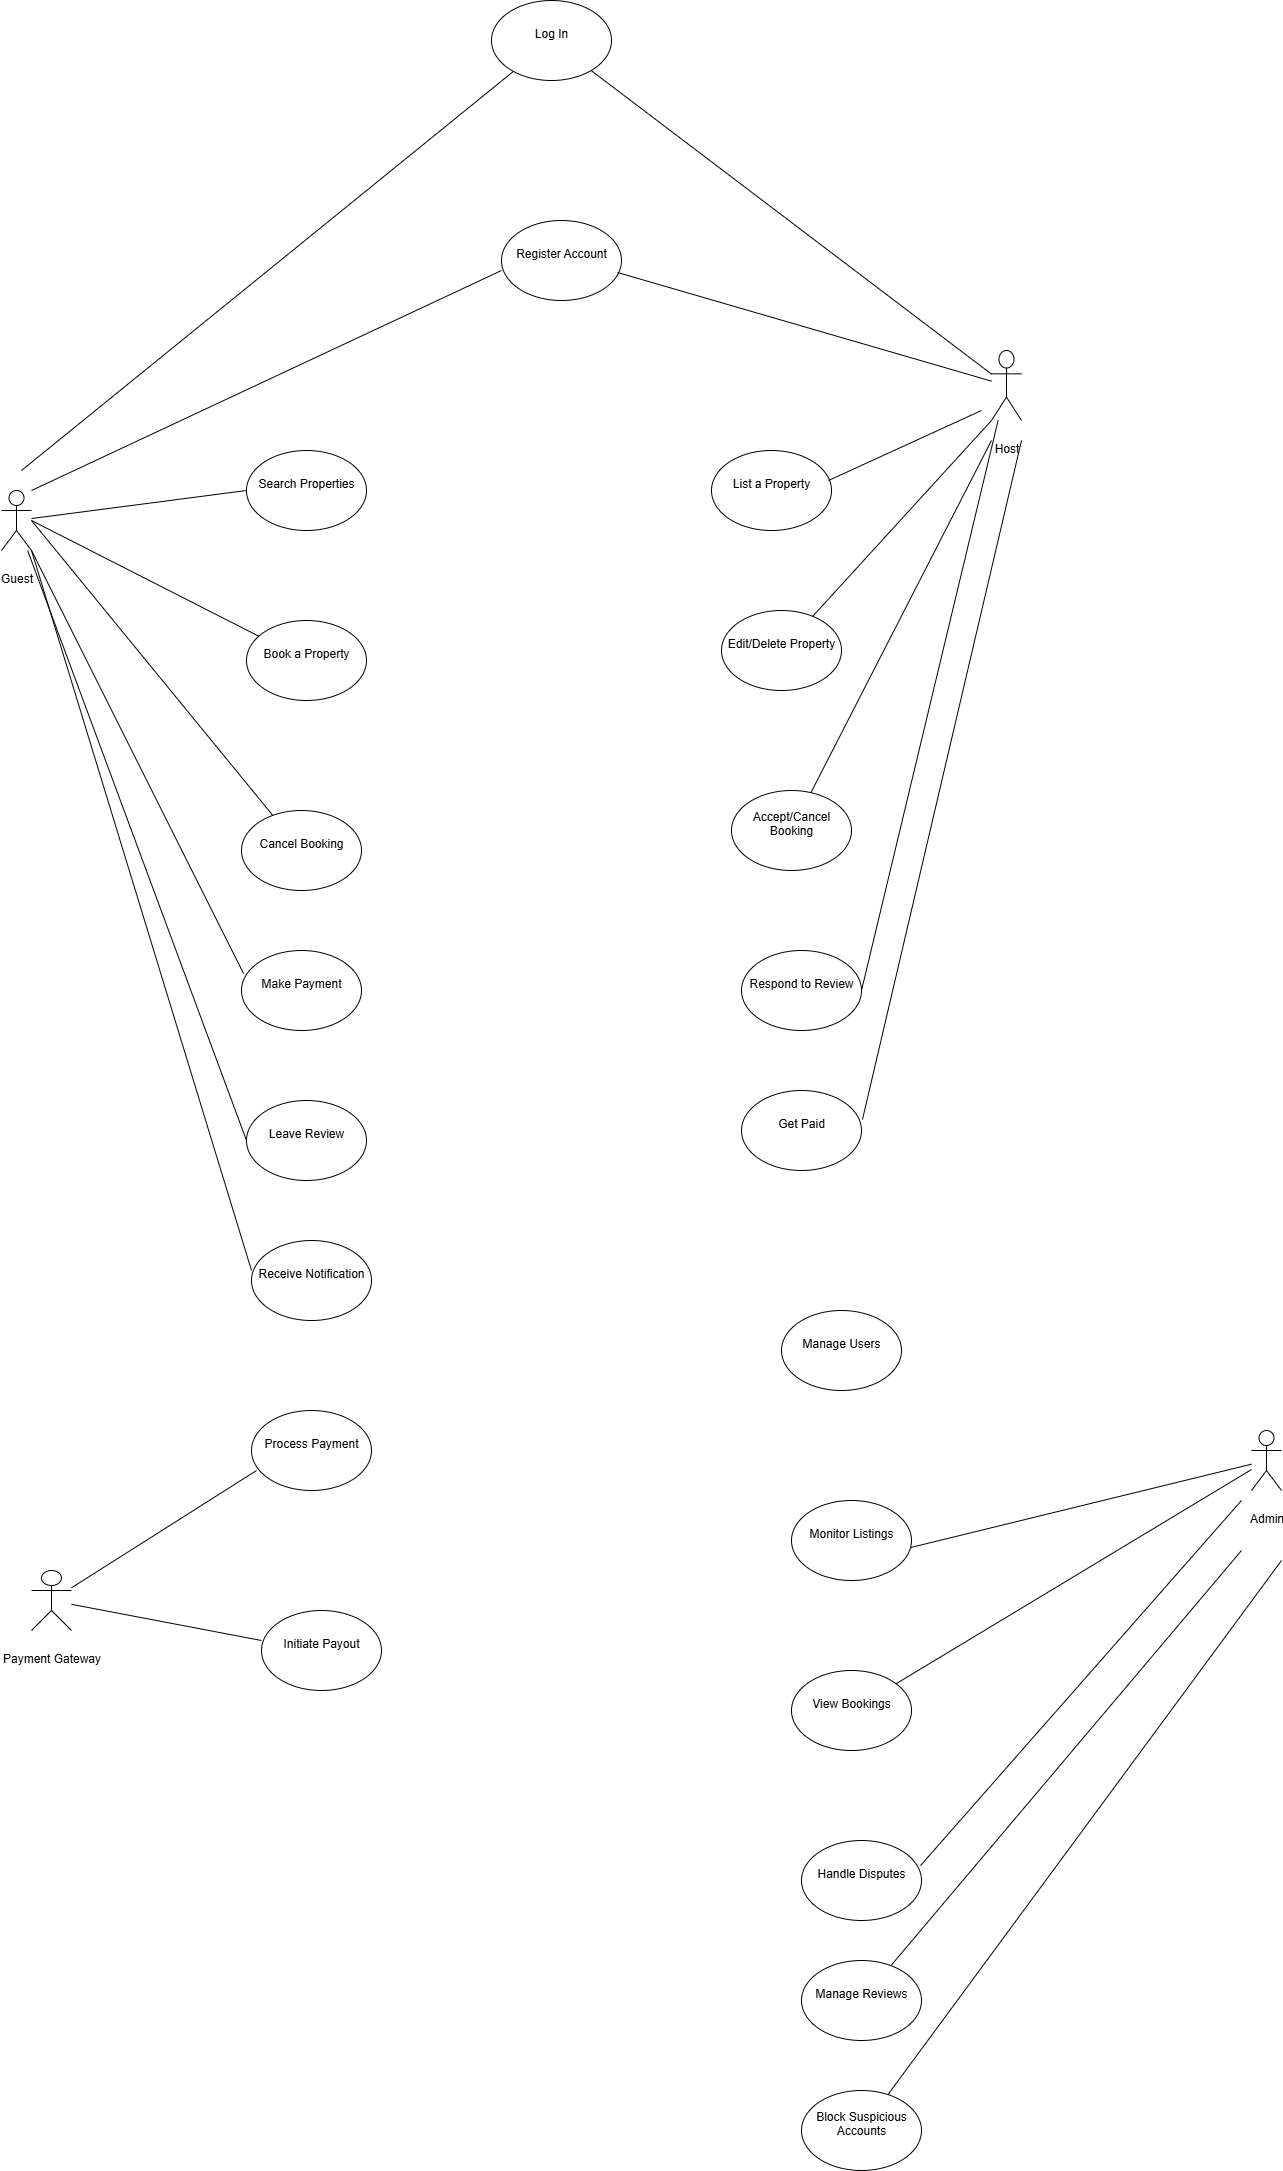 Log In
Register Account
Host
Search Properties
List a Property
Guest
Book a Property
Edit/Delete Property
Cancel Booking
Accept/Cancel
Booking
Make Payment
Respond to Review
Leave Review
Get Paid
Receive Notification
Manage Users
Process Payment
Admin
Monitor Listings
Payment Gateway
Initiate Payout
View Bookings
Handle Disputes
Manage Reviews
Block Suspicious
Accounts